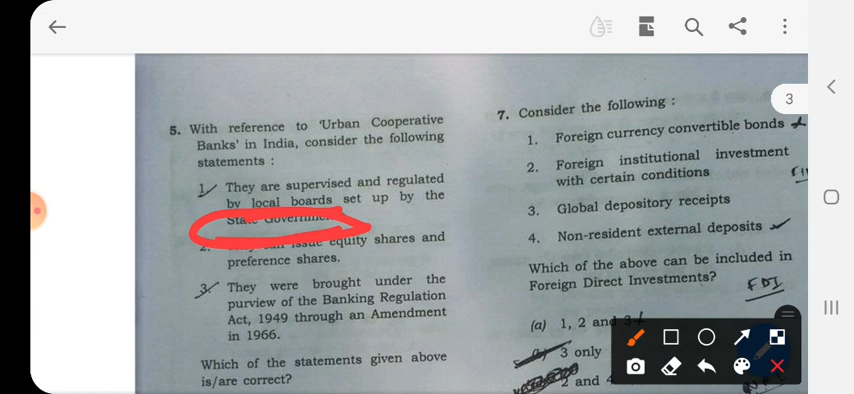 3
5. With reference to 'Urban Cooperative
Banks' in India, consider the following
statements :
1. They are supervised and regulated
by local boards set up by the
State
2. equity shares and
preference shares.
3. They were brought under the
purview of the Banking Regulation
Act, 1949 through an Amendment
in 1966.
Which of the statements given above
is/are correct?
7. Consider the following :
1. Foreign currency convertible bonds
2. Foreign institutional investment
with certain conditions
3. Global depository receipts
4. Non-resident external deposits
Which of the above can be included in
Foreign Direct Investments?
FDI
(a) 1, 2 and 3
3 only
2 and 4